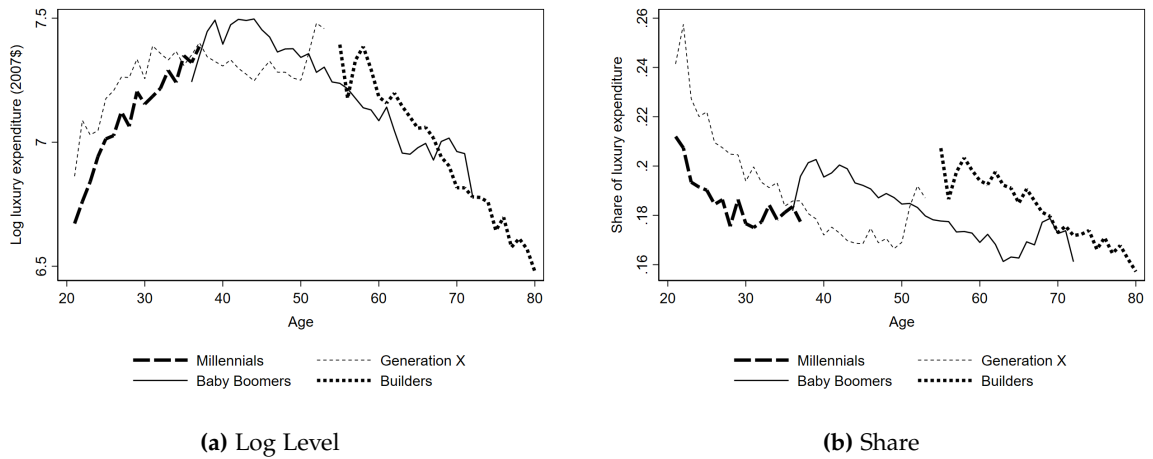 Log luxury expenditure (2007$)
7.5
7
6.5
20 30 40 50 60 70 80
Age
Millennials Generation X
Baby Boomers Builders
(a) Log Level
Share of luxury expenditure
.26
.24
.22
.2
.18
.16
20 30 40 50 60 70 80
Age
Millennials Generation X
Baby Boomers Builders
(b) Share